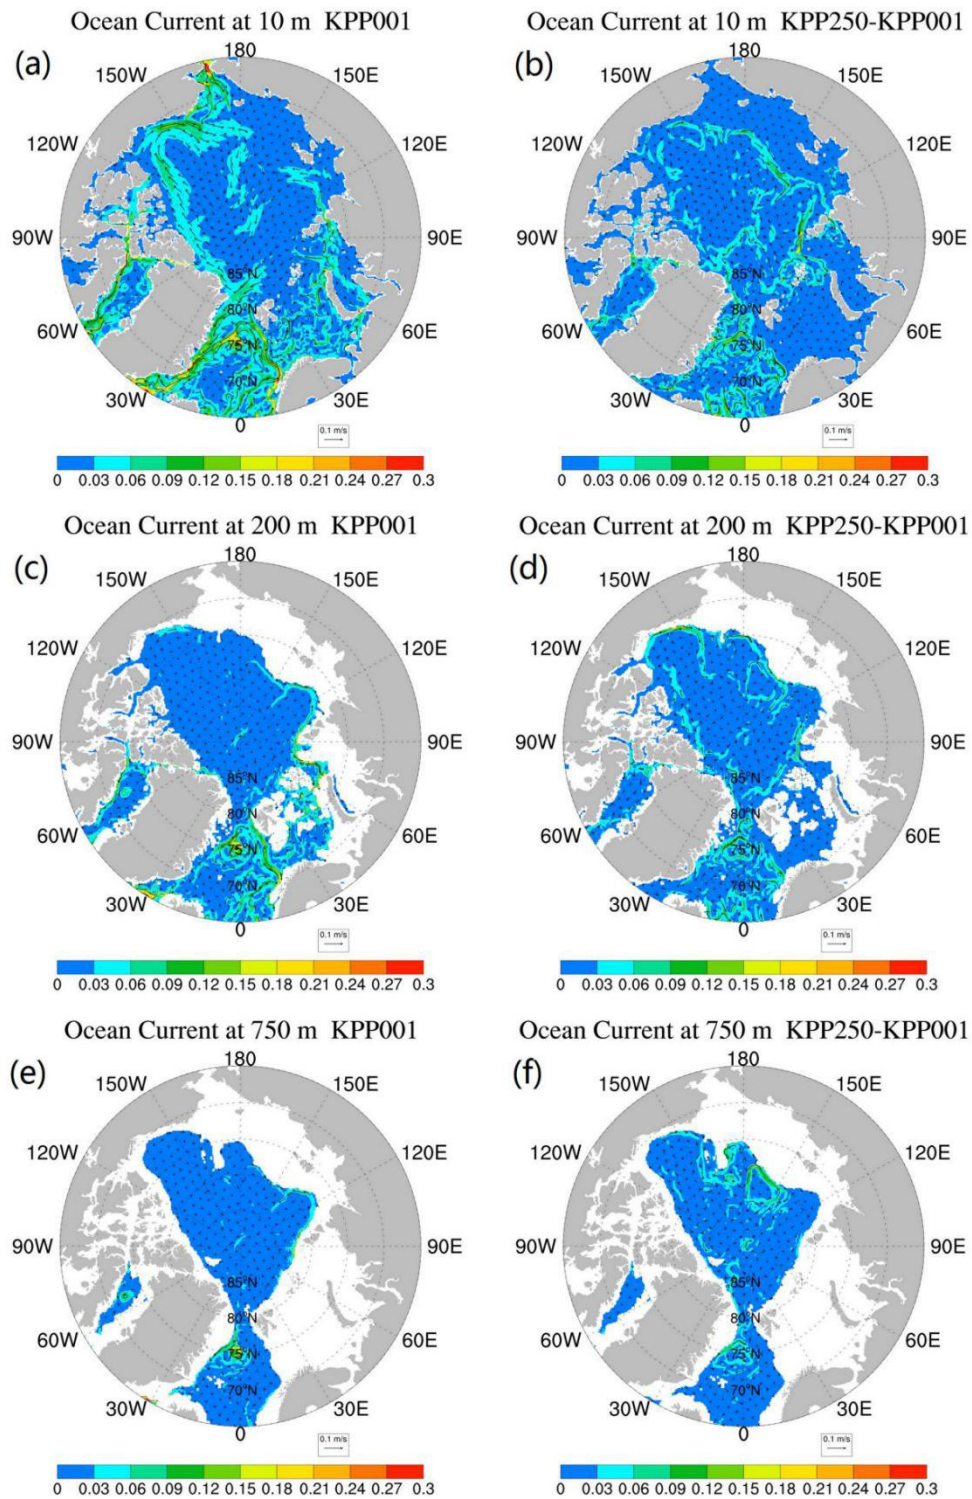 Ocean Current at 10 m KPP001
Ocean Current at 10 m KPP250-KPP001
(a)
180
150W
150E
120W
120E
90W
90E
85°N
80°N
75°N
70°N
60W
60E
30W
30E
0
0.1 m/s
0 0.03 0.06 0.09 0.12 0.15 0.18 0.21 0.24 0.27 0.3
(b)
180
150W
150E
120W
120E
90W
90E
85°N
80°N
75°N
70°N
60W
60E
30W
30E
0
0.1 m/s
0 0.03 0.06 0.09 0.12 0.15 0.18 0.21 0.24 0.27 0.3
Ocean Current at 200 m KPP001
Ocean Current at 200 m KPP250-KPP001
(c)
180
150W
150E
120W
120E
90W
90E
85°N
80°N
75°N
70°N
60W
60E
30W
30E
0
0.1 m/s
0 0.03 0.06 0.09 0.12 0.15 0.18 0.21 0.24 0.27 0.3
(d)
180
150W
150E
120W
120E
90W
90E
85°N
80°N
75°N
70°N
60W
60E
30W
30E
0
0.1 m/s
0 0.03 0.06 0.09 0.12 0.15 0.18 0.21 0.24 0.27 0.3
Ocean Current at 750 m KPP001
Ocean Current at 750 m KPP250-KPP001
(e)
180
150W
150E
120W
120E
90W
90E
85°N
80°N
75°N
70°N
60W
60E
30W
30E
0
0.1 m/s
0 0.03 0.06 0.09 0.12 0.15 0.18 0.21 0.24 0.27 0.3
(f)
180
150W
150E
120W
120E
90W
90E
85°N
80°N
75°N
70°N
60W
60E
30W
30E
0
0.1 m/s
0 0.03 0.06 0.09 0.12 0.15 0.18 0.21 0.24 0.27 0.3